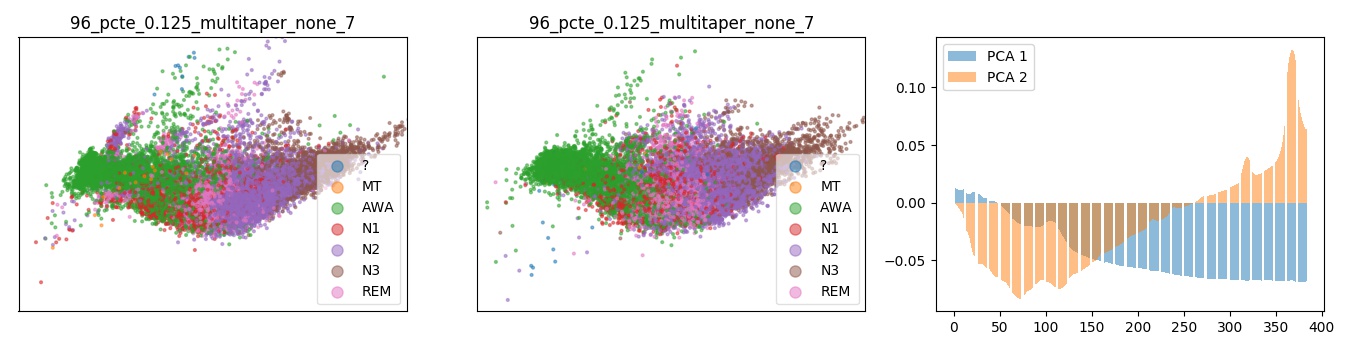 96_pcte_0.125_multitaper_none_7
?
MT
AWA
N1
N2
N3
REM
96_pcte_0.125_multitaper_none_7
?
MT
AWA
N1
N2
N3
REM
PCA 1
PCA 2
0.10
0.05
0.00
−0.05
0 50 100 150 200 250 300 350 400